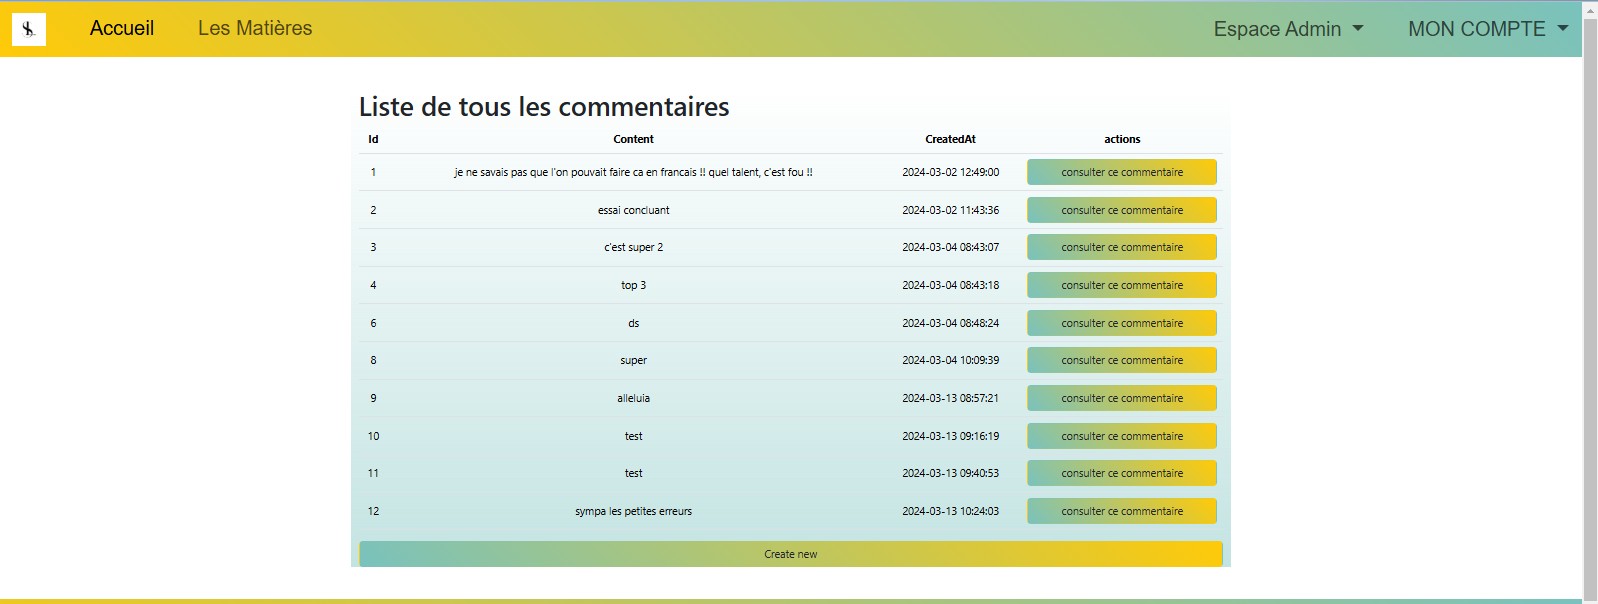 Accueil Les Matières Espace Admin MON COMPTE
Liste de tous les commentaires
Id Content CreatedAt actions
1 je ne savais pas que l'on pouvait faire ca en francais !! quel talent, c'est fou !! 2024-03-02 12:49:00 consulter ce commentaire
2 essai concluant 2024-03-02 11:43:36 consulter ce commentaire
3 c'est super 2 2024-03-04 08:43:07 consulter ce commentaire
4 top 3 2024-03-04 08:43:18 consulter ce commentaire
6 ds 2024-03-04 08:48:24 consulter ce commentaire
8 super 2024-03-04 10:09:39 consulter ce commentaire
9 alleluia 2024-03-13 08:57:21 consulter ce commentaire
10 test 2024-03-13 09:16:19 consulter ce commentaire
11 test 2024-03-13 09:40:53 consulter ce commentaire
12 sympa les petites erreurs 2024-03-13 10:24:03 consulter ce commentaire
Create new